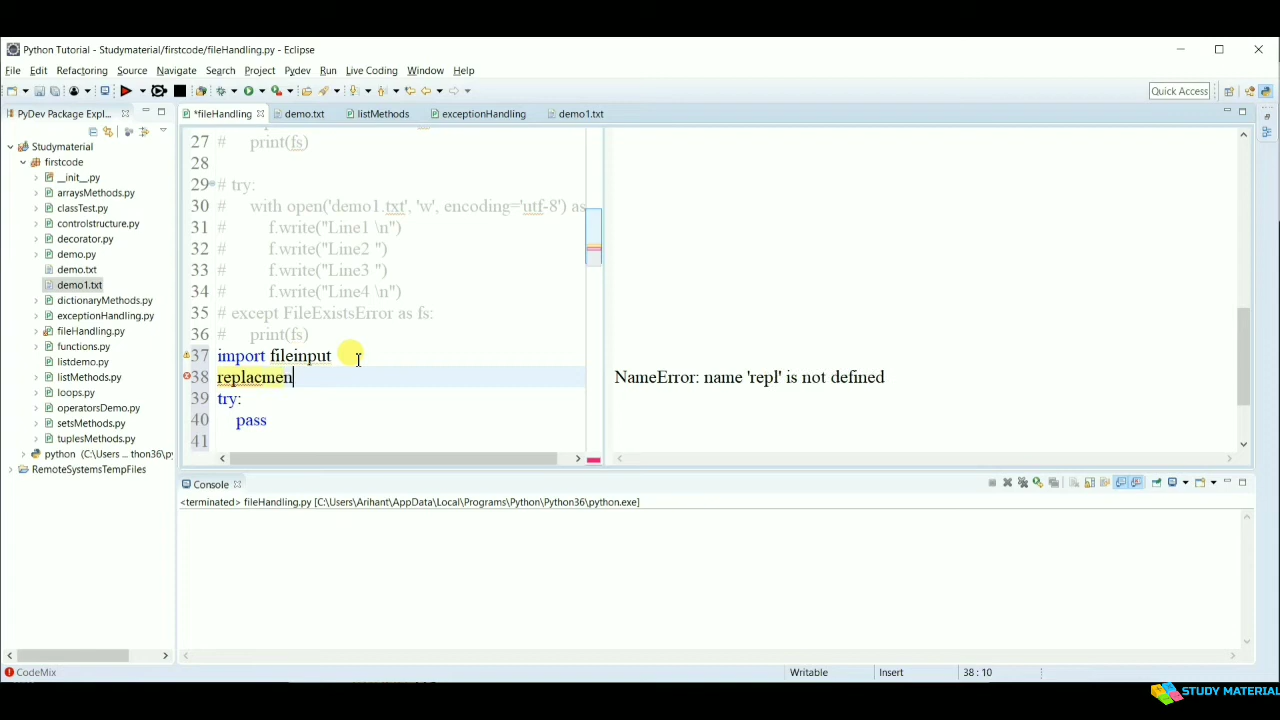 Python Tutorial - Studymaterial/firstcode/fileHandling.py - Eclipse
File Edit Refactoring Source Navigate Search Project Pydev Run Live Coding Window Help
Quick Access
PyDev Package Expl...
*fileHandling demo.txt listMethods exceptionHandling demo1.txt
Studymaterial
firstcode
__init__.py
arraysMethods.py
classTest.py
controlstructure.py
decorator.py
demo.py
demo.txt
demo1.txt
dictionaryMethods.py
exceptionHandling.py
fileHandling.py
functions.py
listdemo.py
listMethods.py
loops.py
operatorsDemo.py
setsMethods.py
tuplesMethods.py
python (C:\Users ... thon36\pytho
RemoteSystemsTempFiles
27 # print(fs)
28
29 # try:
30 # with open('demo1.txt', 'w', encoding='utf-8') as
31 # f.write("Line1 \n")
32 # f.write("Line2 ")
33 # f.write("Line3 ")
34 # f.write("Line4 \n")
35 # except FileExistsError as fs:
36 # print(fs)
37 import fileinput
38 replacmen
39 try:
40 pass
41
NameError: name 'repl' is not defined
Console
<terminated> fileHandling.py [C:\Users\Arihant\AppData\Local\Programs\Python\Python36\python.exe]
CodeMix
Writable Insert 38 : 10
STUDY MATERIAL